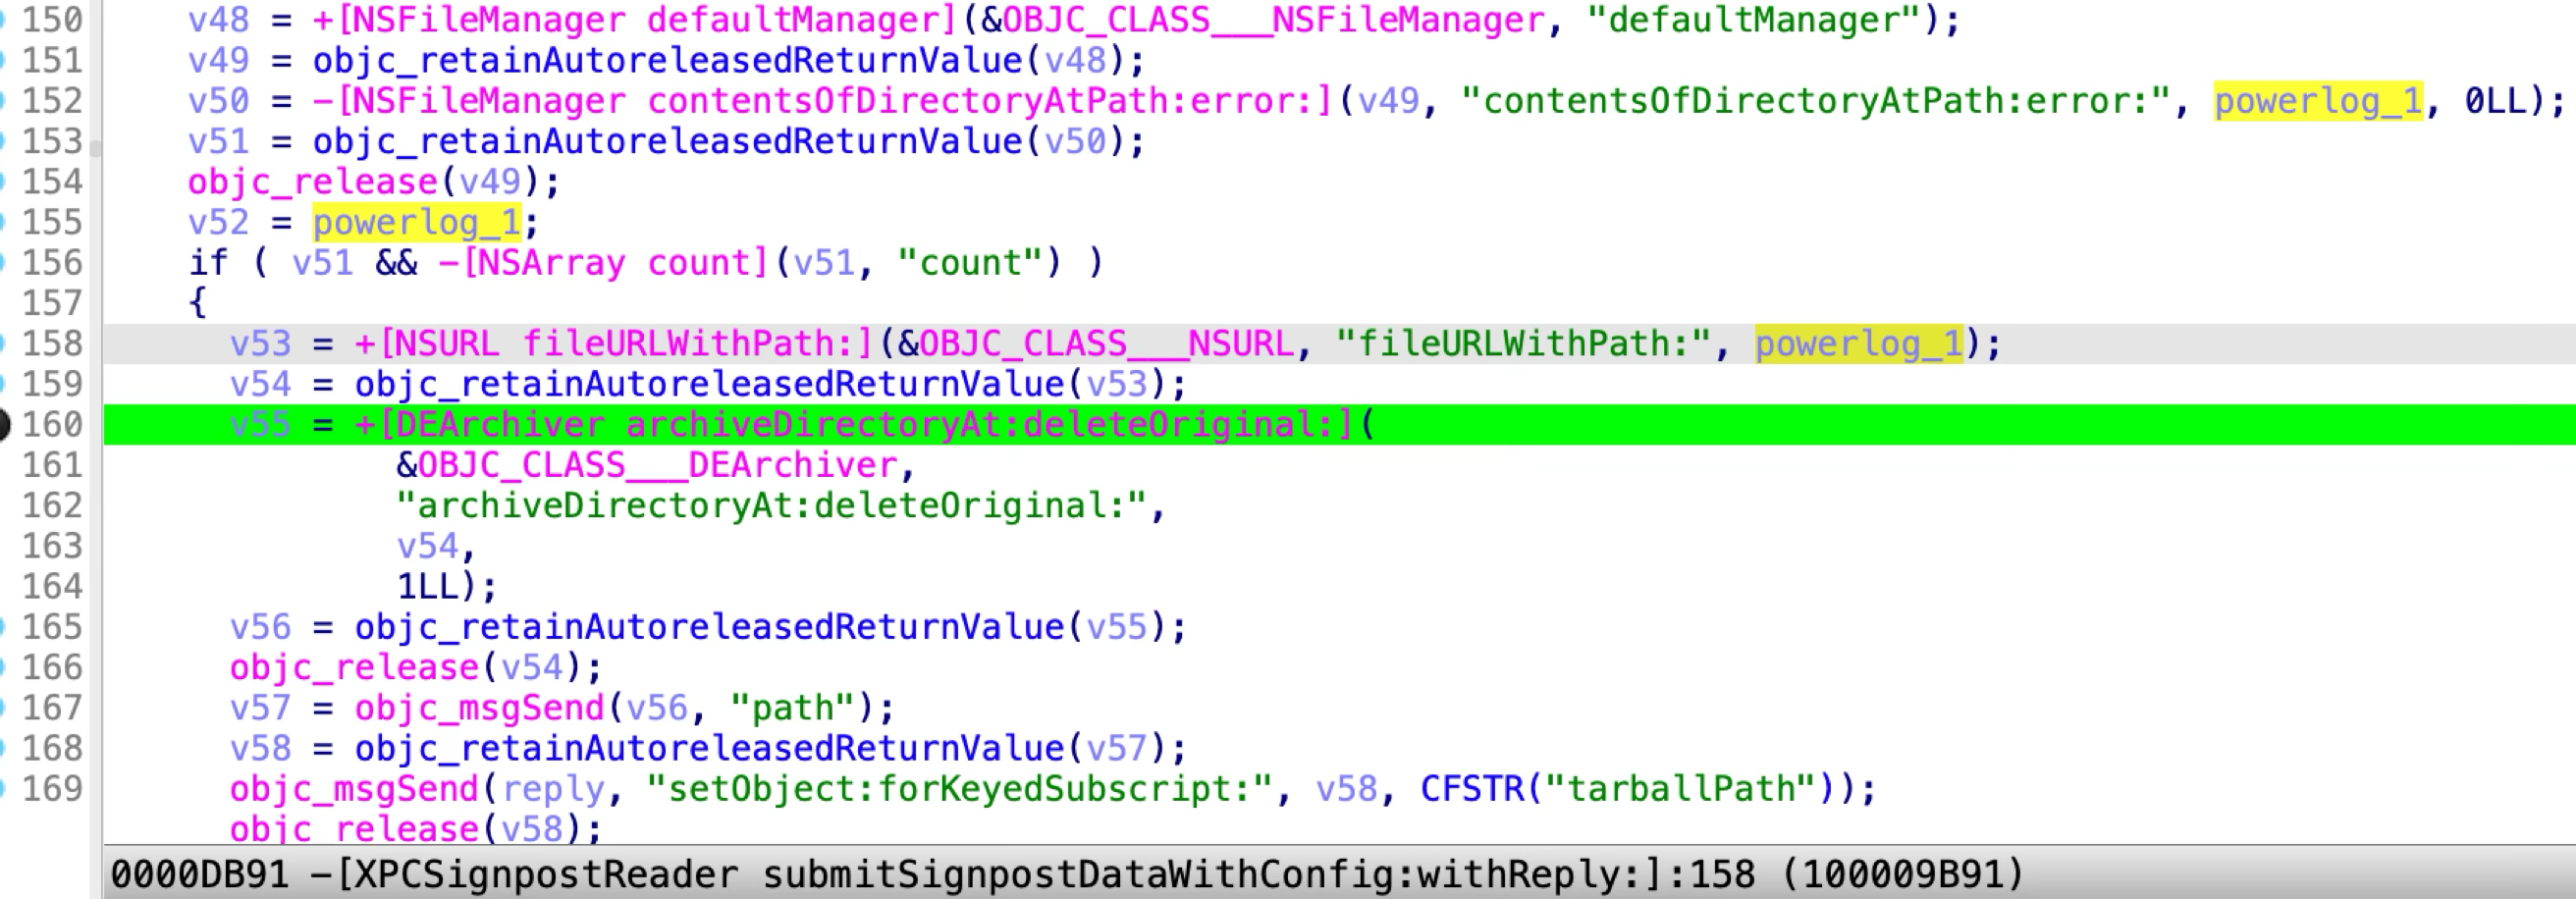 150 v48 = +[NSFileManager defaultManager](&OBJC_CLASS___NSFileManager, "defaultManager");
151 v49 = objc_retainAutoreleasedReturnValue(v48);
152 v50 = -[NSFileManager contentsOfDirectoryAtPath:error:](v49, "contentsOfDirectoryAtPath:error:", powerlog_1, 0LL);
153 v51 = objc_retainAutoreleasedReturnValue(v50);
154 objc_release(v49);
155 v52 = powerlog_1;
156 if ( v51 && -[NSArray count](v51, "count") )
157 {
158 v53 = +[NSURL fileURLWithPath:](&OBJC_CLASS___NSURL, "fileURLWithPath:", powerlog_1);
159 v54 = objc_retainAutoreleasedReturnValue(v53);
160 v55 = +[DEArchiver archiveDirectoryAt:deleteOriginal:](
161 &OBJC_CLASS___DEArchiver,
162 "archiveDirectoryAt:deleteOriginal:",
163 v54,
164 1LL);
165 v56 = objc_retainAutoreleasedReturnValue(v55);
166 objc_release(v54);
167 v57 = objc_msgSend(v56, "path");
168 v58 = objc_retainAutoreleasedReturnValue(v57);
169 objc_msgSend(reply, "setObject:forKeyedSubscript:", v58, CFSTR("tarballPath"));
objc_release(v58);
0000DB91 -[XPCSignpostReader submitSignpostDataWithConfig:withReply:]:158 (100009B91)